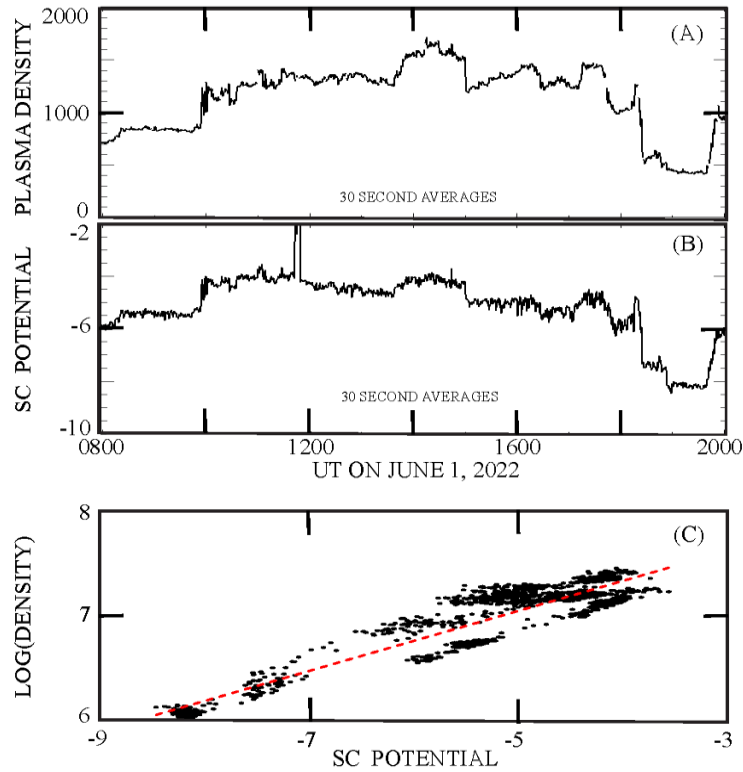 2000
(A)
PLASMA DENSITY
1000
30 SECOND AVERAGES
0
-2
(B)
SC POTENTIAL
-6
30 SECOND AVERAGES
-10
0800 1200 1600 2000
UT ON JUNE 1, 2022
8
(C)
LOG(DENSITY)
7
6
-9 -7 -5 -3
SC POTENTIAL